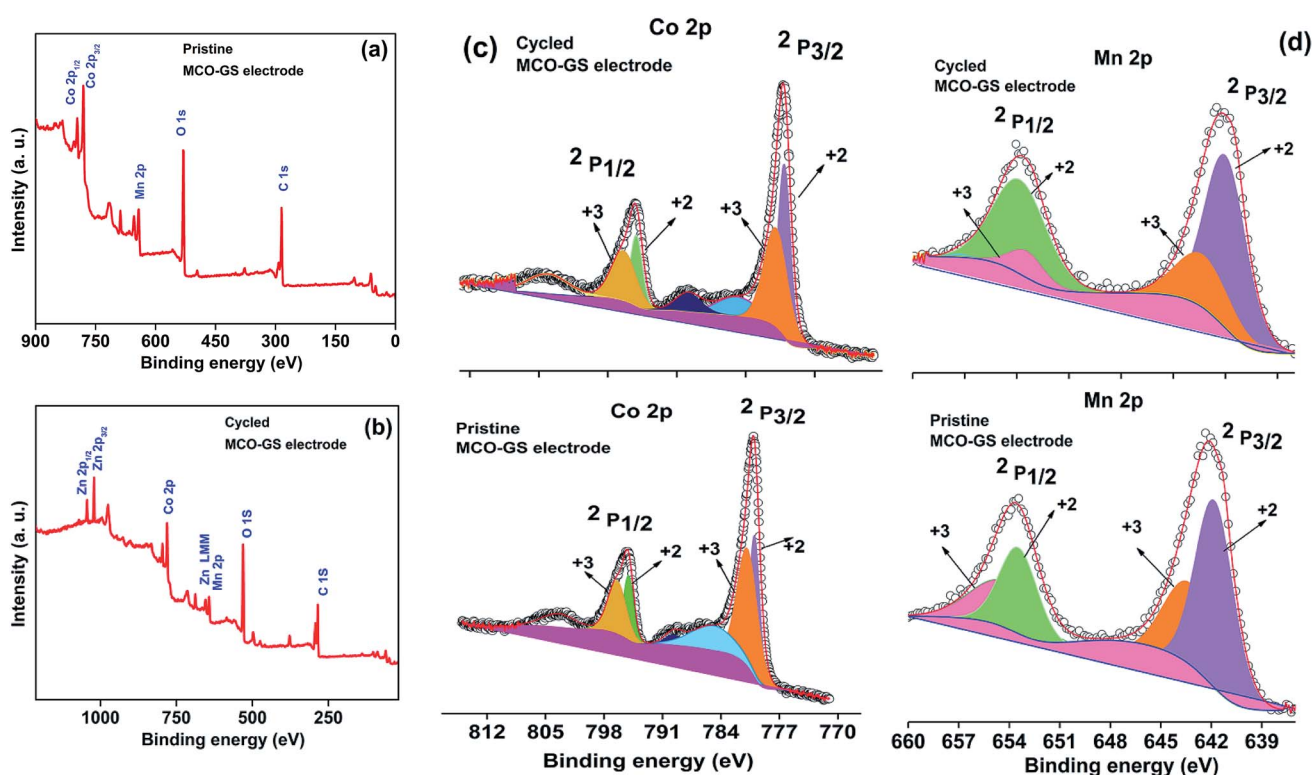 (a)
Pristine
MCO-GS electrode
Co 2p1/2
Co 2p3/2
Mn 2p
O 1s
C 1s
Intensity (a. u.)
900 750 600 450 300 150 0
Binding energy (eV)
(b)
Cycled
MCO-GS electrode
Zn 2p1/2
Zn 2p3/2
Co 2p
Zn LMM
Mn 2p
O 1S
C 1S
Intensity (a. u.)
1000 750 500 250
Binding energy (eV)
(c)
Co 2p
Cycled
MCO-GS electrode
2 P3/2
2 P1/2
+3
+2
+3
+2
Co 2p
Pristine
MCO-GS electrode
2 P3/2
2 P1/2
+3
+2
+3
+2
812 805 798 791 784 777 770
Binding energy (eV)
(d)
Mn 2p
Cycled
MCO-GS electrode
2 P3/2
2 P1/2
+3
+2
+3
+2
Mn 2p
Pristine
MCO-GS electrode
2 P3/2
2 P1/2
+3
+2
+3
+2
660 657 654 651 648 645 642 639
Binding energy (eV)